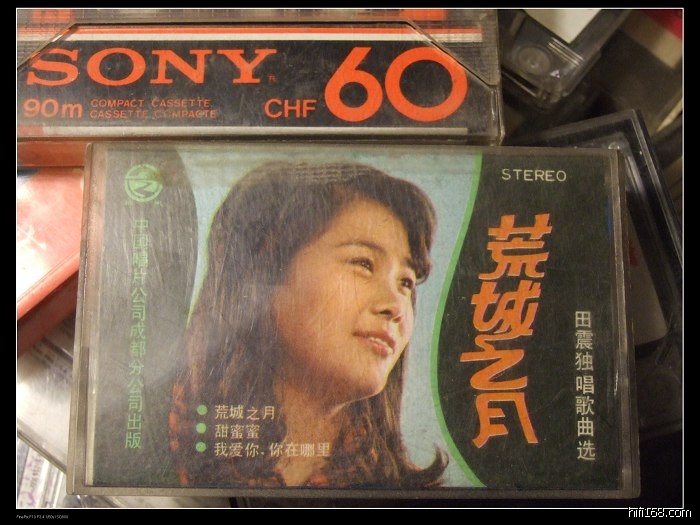 SONY
90m COMPACT CASSETTE
CASSETTE COMPACTE
CHF 60
STEREO
中国唱片公司成都分公司出版
荒城之月
田震独唱歌曲选
荒城之月
甜蜜蜜
我爱你.你在哪里
hifi168.com